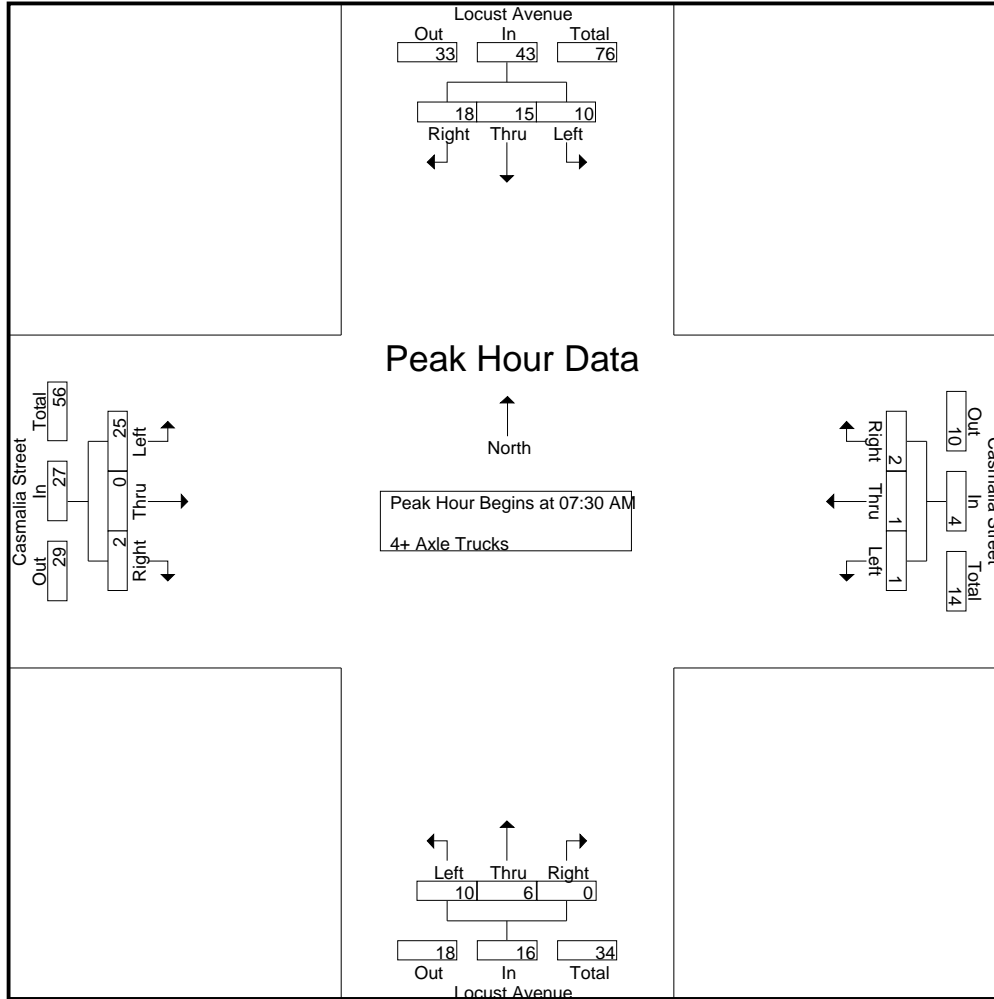 Locust Avenue
Out In Total
33 43 76
18 15 10
Right Thru Left
Peak Hour Data
North
Peak Hour Begins at 07:30 AM
4+ Axle Trucks
Casmalia Street
Total In Out
56 27 29
25 0 2
Left Thru Right
Casmalia Street
Out In Total
10 4 14
Right Thru Left
2 1 1
Left Thru Right
10 6 0
18 16 34
Out In Total
Locust Avenue